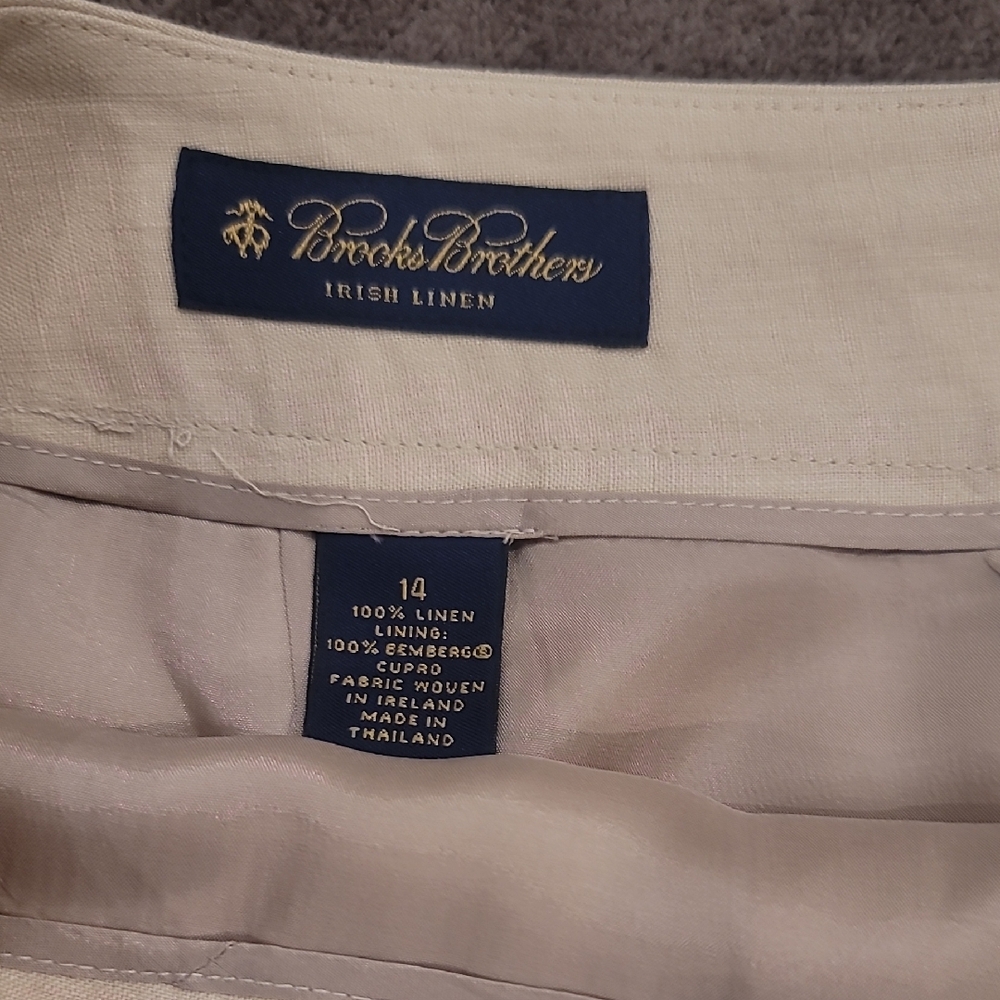 Brooks Brothers
IRISH LINEN
14
100% LINEN
LINING:
100% BEMBERG®
CUPRO
FABRIC WOVEN
IN IRELAND
MADE IN
THAILAND